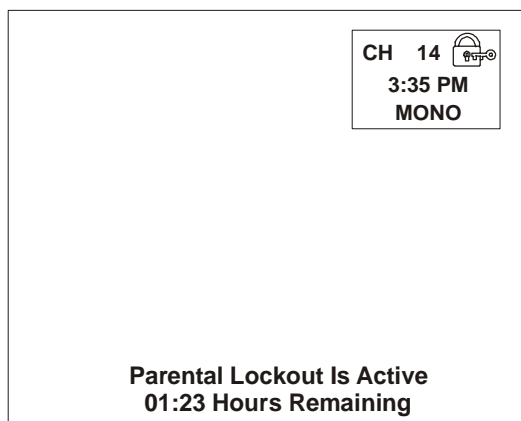 CH 14
3:35 PM
MONO
Parental Lockout Is Active
01:23 Hours Remaining